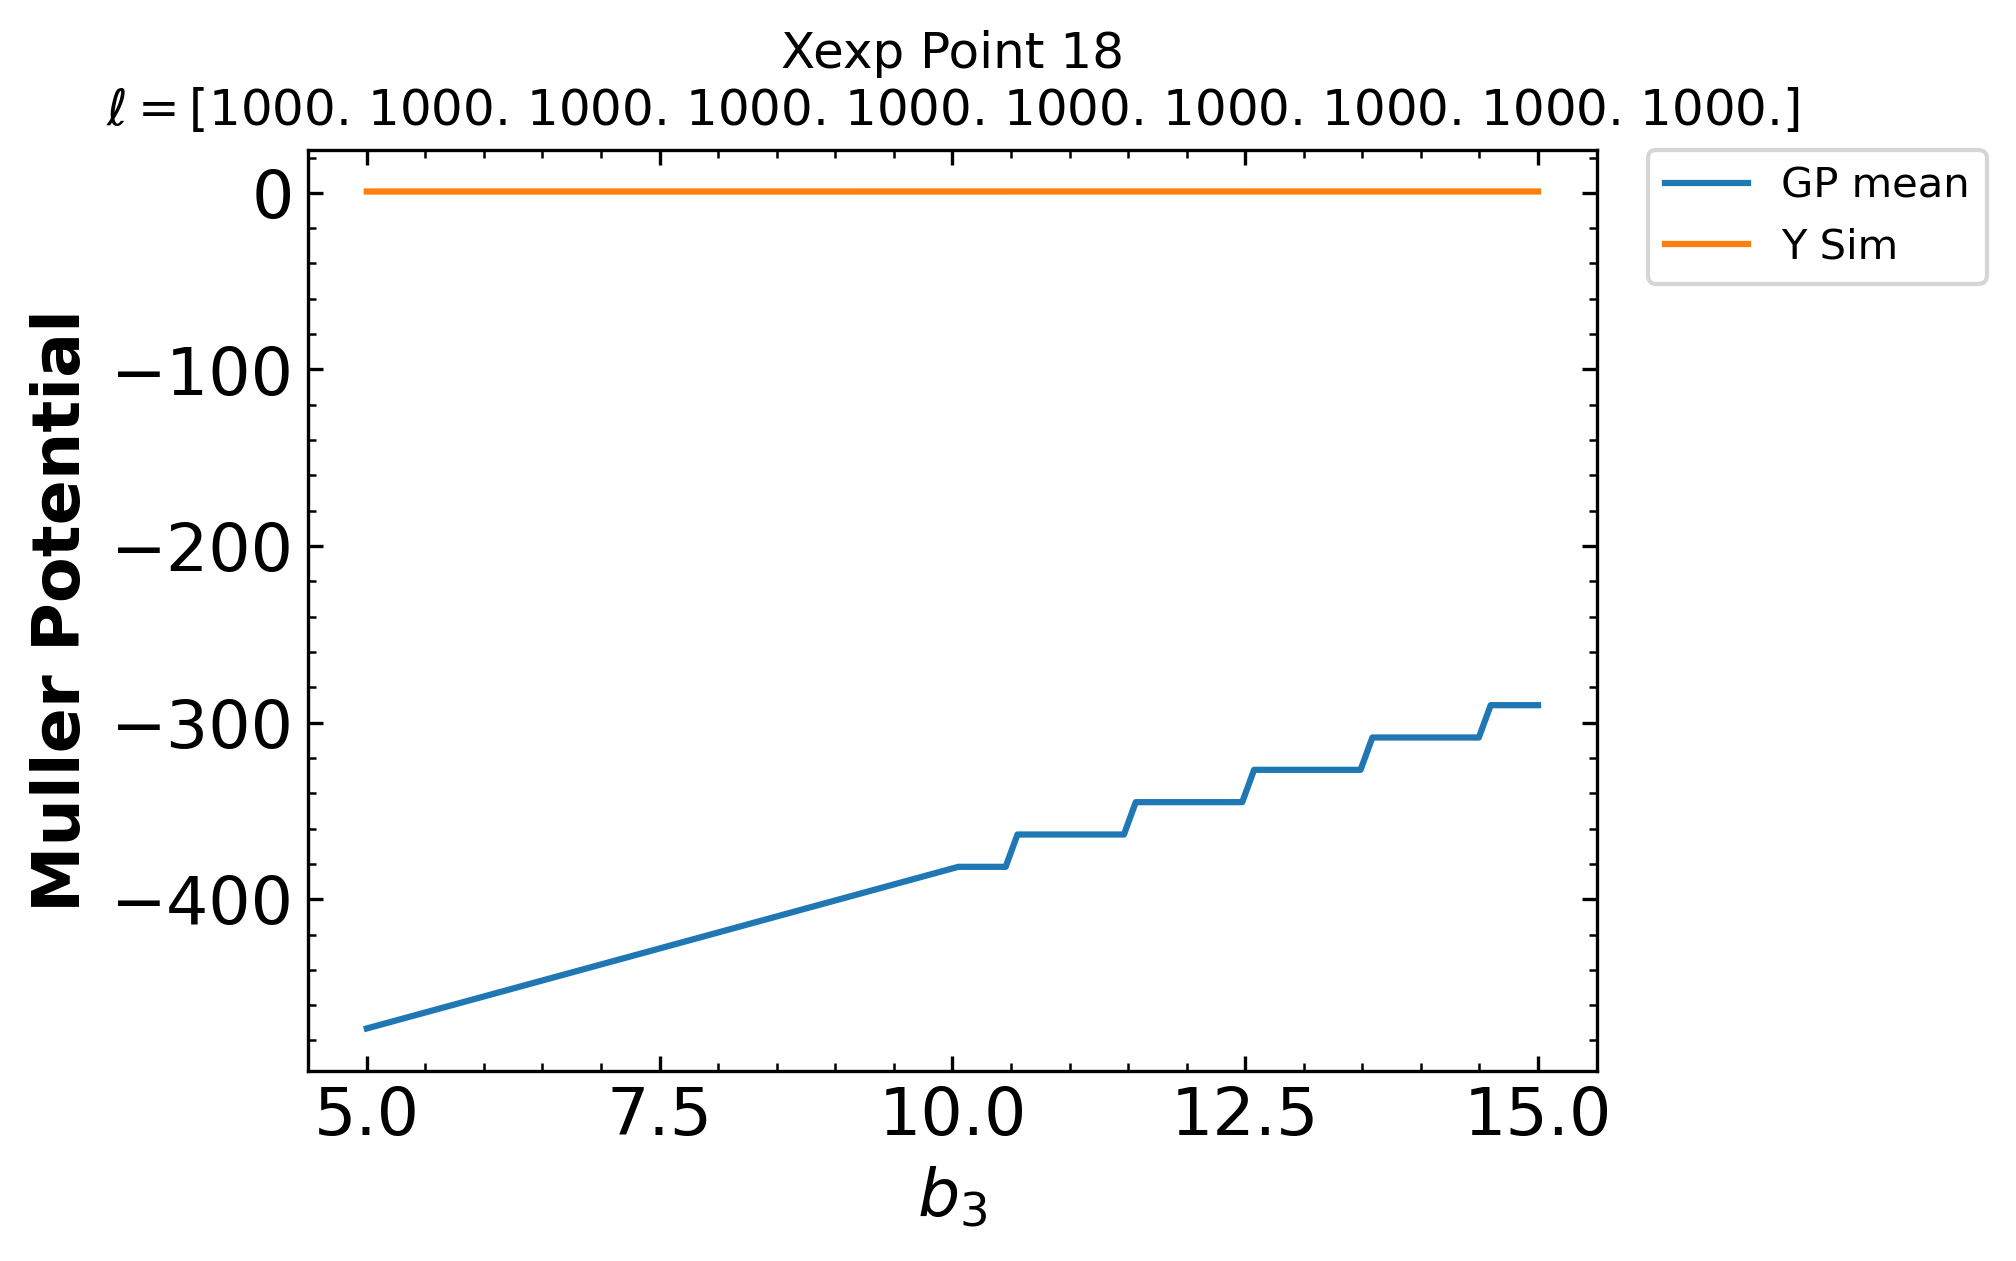 Xexp Point 18
ℓ = [1000. 1000. 1000. 1000. 1000. 1000. 1000. 1000. 1000. 1000.]
GP mean
Y Sim
Muller Potential
0
−100
−200
−300
−400
5.0 7.5 10.0 12.5 15.0
b₃